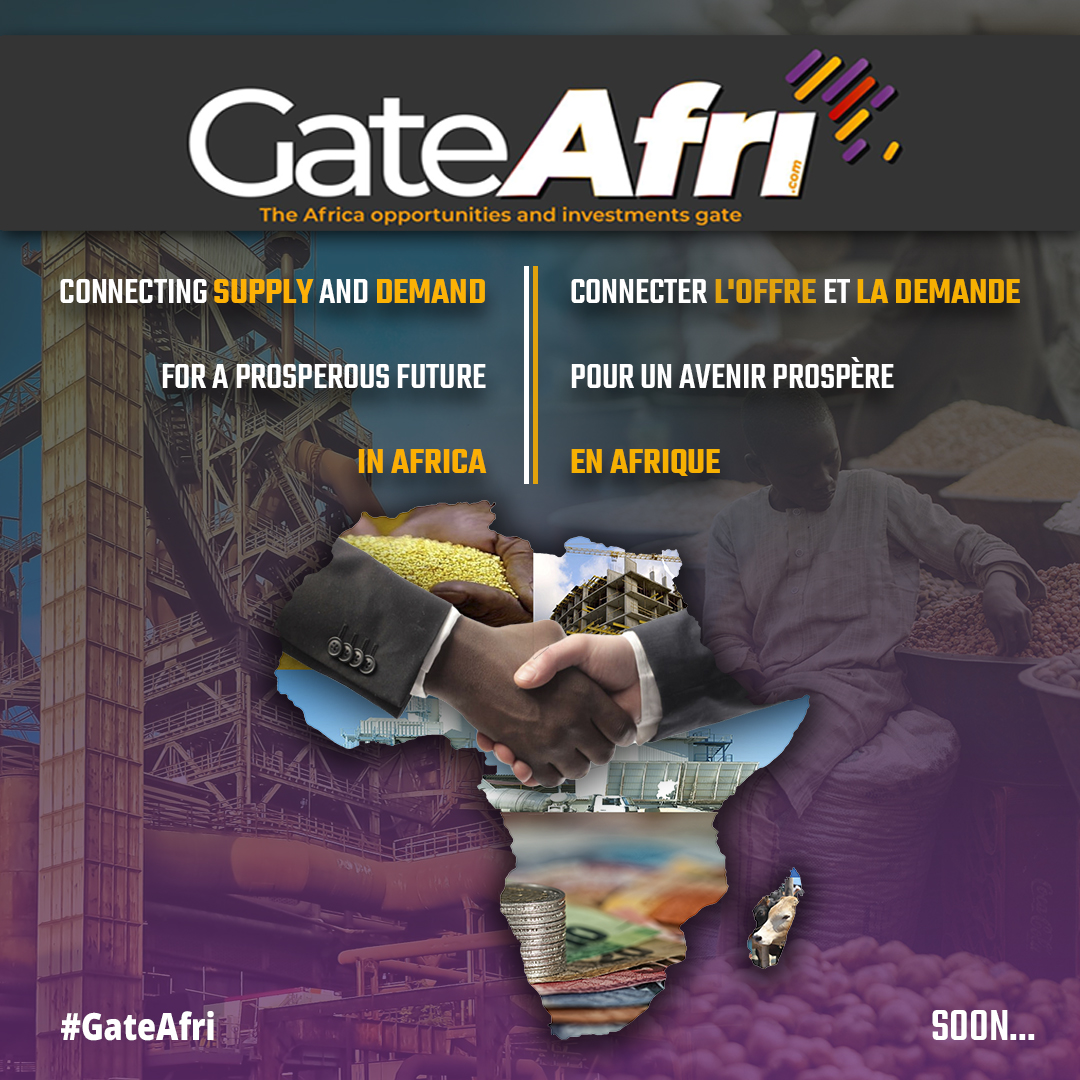 GateAfri.com
The Africa opportunities and investments gate
CONNECTING SUPPLY AND DEMAND
FOR A PROSPEROUS FUTURE
IN AFRICA
CONNECTER L'OFFRE ET LA DEMANDE
POUR UN AVENIR PROSPÈRE
EN AFRIQUE
#GateAfri
SOON...